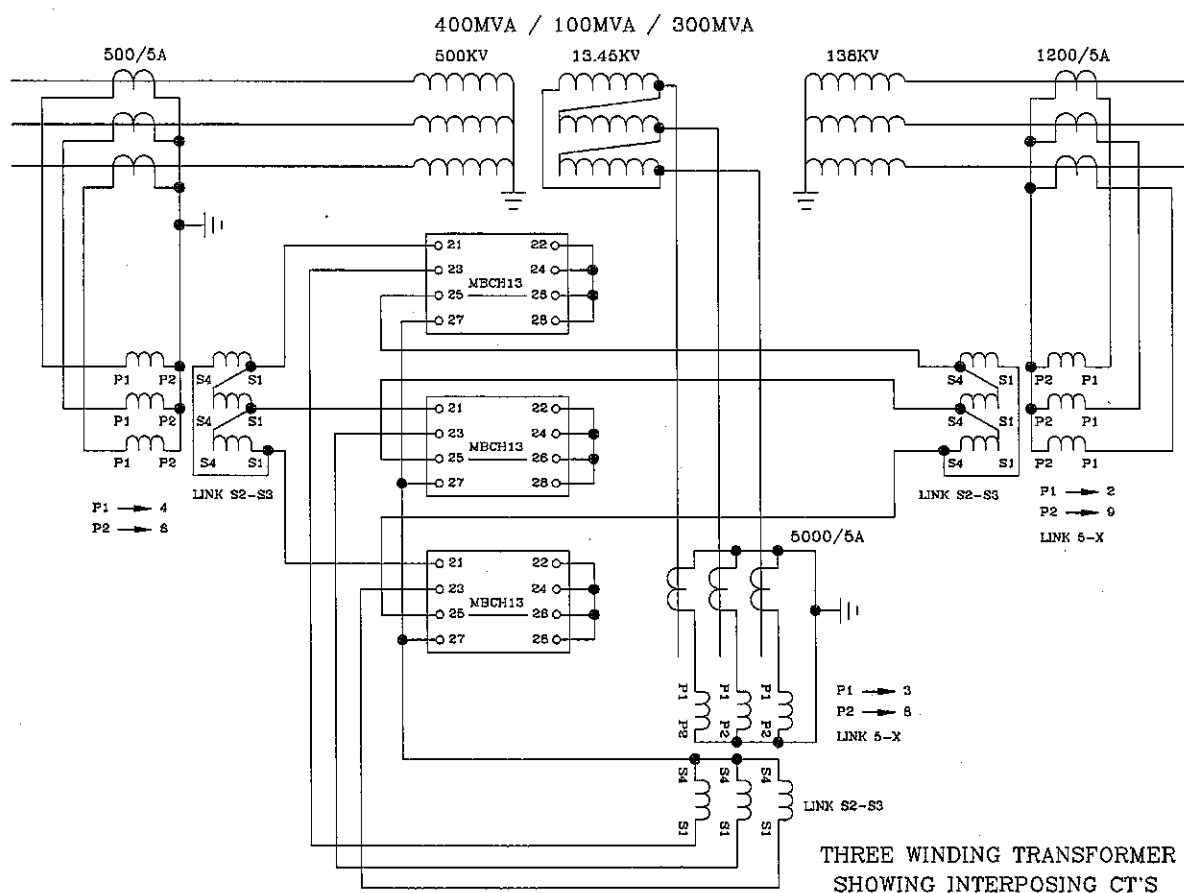 400MVA / 100MVA / 300MVA
500/5A
500KV
13.45KV
138KV
1200/5A
21 22
23 24
MBCH13
25 26
27 28
P1 P2 S4 S1
P1 P2 S4 S1
P1 P2 S4 S1
LINK S2-S3
P1 → 4
P2 → 8
21 22
23 24
MBCH13
25 26
27 28
S4 S1 P2 P1
S4 S1 P2 P1
S4 S1 P2 P1
LINK S2-S3
P1 → 2
P2 → 9
LINK 5-X
21 22
23 24
MBCH13
25 26
27 28
5000/5A
P1 P1 P1
P2 P2 P2
P1 → 3
P2 → 8
LINK 5-X
S4 S4 S4
S1 S1 S1
LINK S2-S3
THREE WINDING TRANSFORMER
SHOWING INTERPOSING CT'S